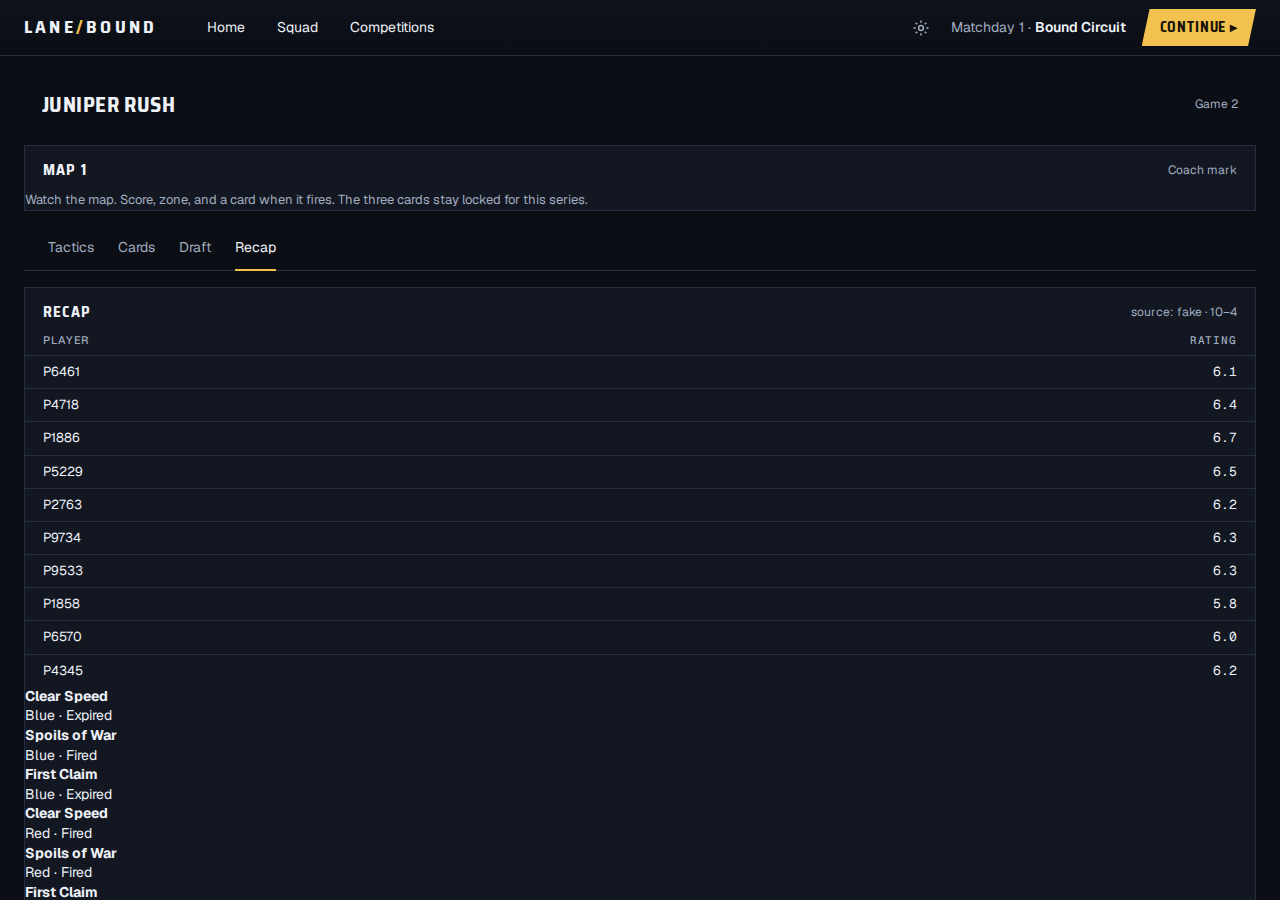 LANE/BOUND Home Squad Competitions Matchday 1 · Bound Circuit CONTINUE ▸
JUNIPER RUSH Game 2
MAP 1 Coach mark
Watch the map. Score, zone, and a card when it fires. The three cards stay locked for this series.
Tactics Cards Draft Recap
RECAP source: fake · 10–4
PLAYER RATING
P6461 6.1
P4718 6.4
P1886 6.7
P5229 6.5
P2763 6.2
P9734 6.3
P9533 6.3
P1858 5.8
P6570 6.0
P4345 6.2
Clear Speed
Blue · Expired
Spoils of War
Blue · Fired
First Claim
Blue · Expired
Clear Speed
Red · Fired
Spoils of War
Red · Fired
First Claim